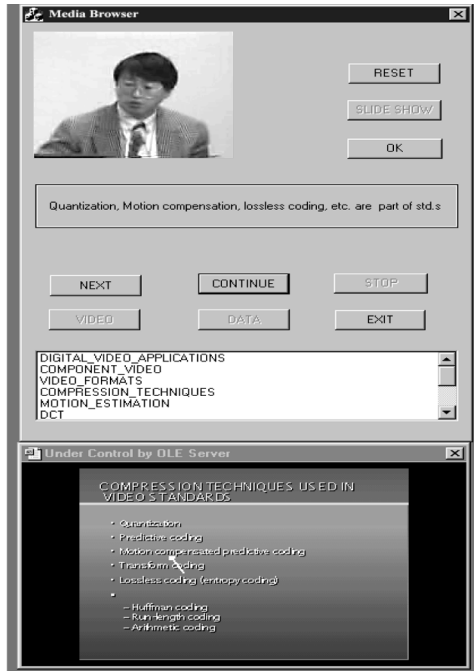 Media Browser
RESET
SLIDE SHOW
OK
Quantization, Motion compensation, lossless coding, etc. are part of std.s
NEXT
CONTINUE
STOP
VIDEO
DATA
EXIT
DIGITAL_VIDEO_APPLICATIONS
COMPONENT_VIDEO
VIDEO_FORMATS
COMPRESSION_TECHNIQUES
MOTION_ESTIMATION
DCT
Under Control by OLE Server
COMPRESSION TECHNIQUES USED IN
VIDEO STANDARDS
• Quantization
• Predictive coding
• Motion compensated predictive coding
• Transform coding
• Lossless coding (entropy coding)
•
– Huffman coding
– Run-length coding
– Arithmetic coding